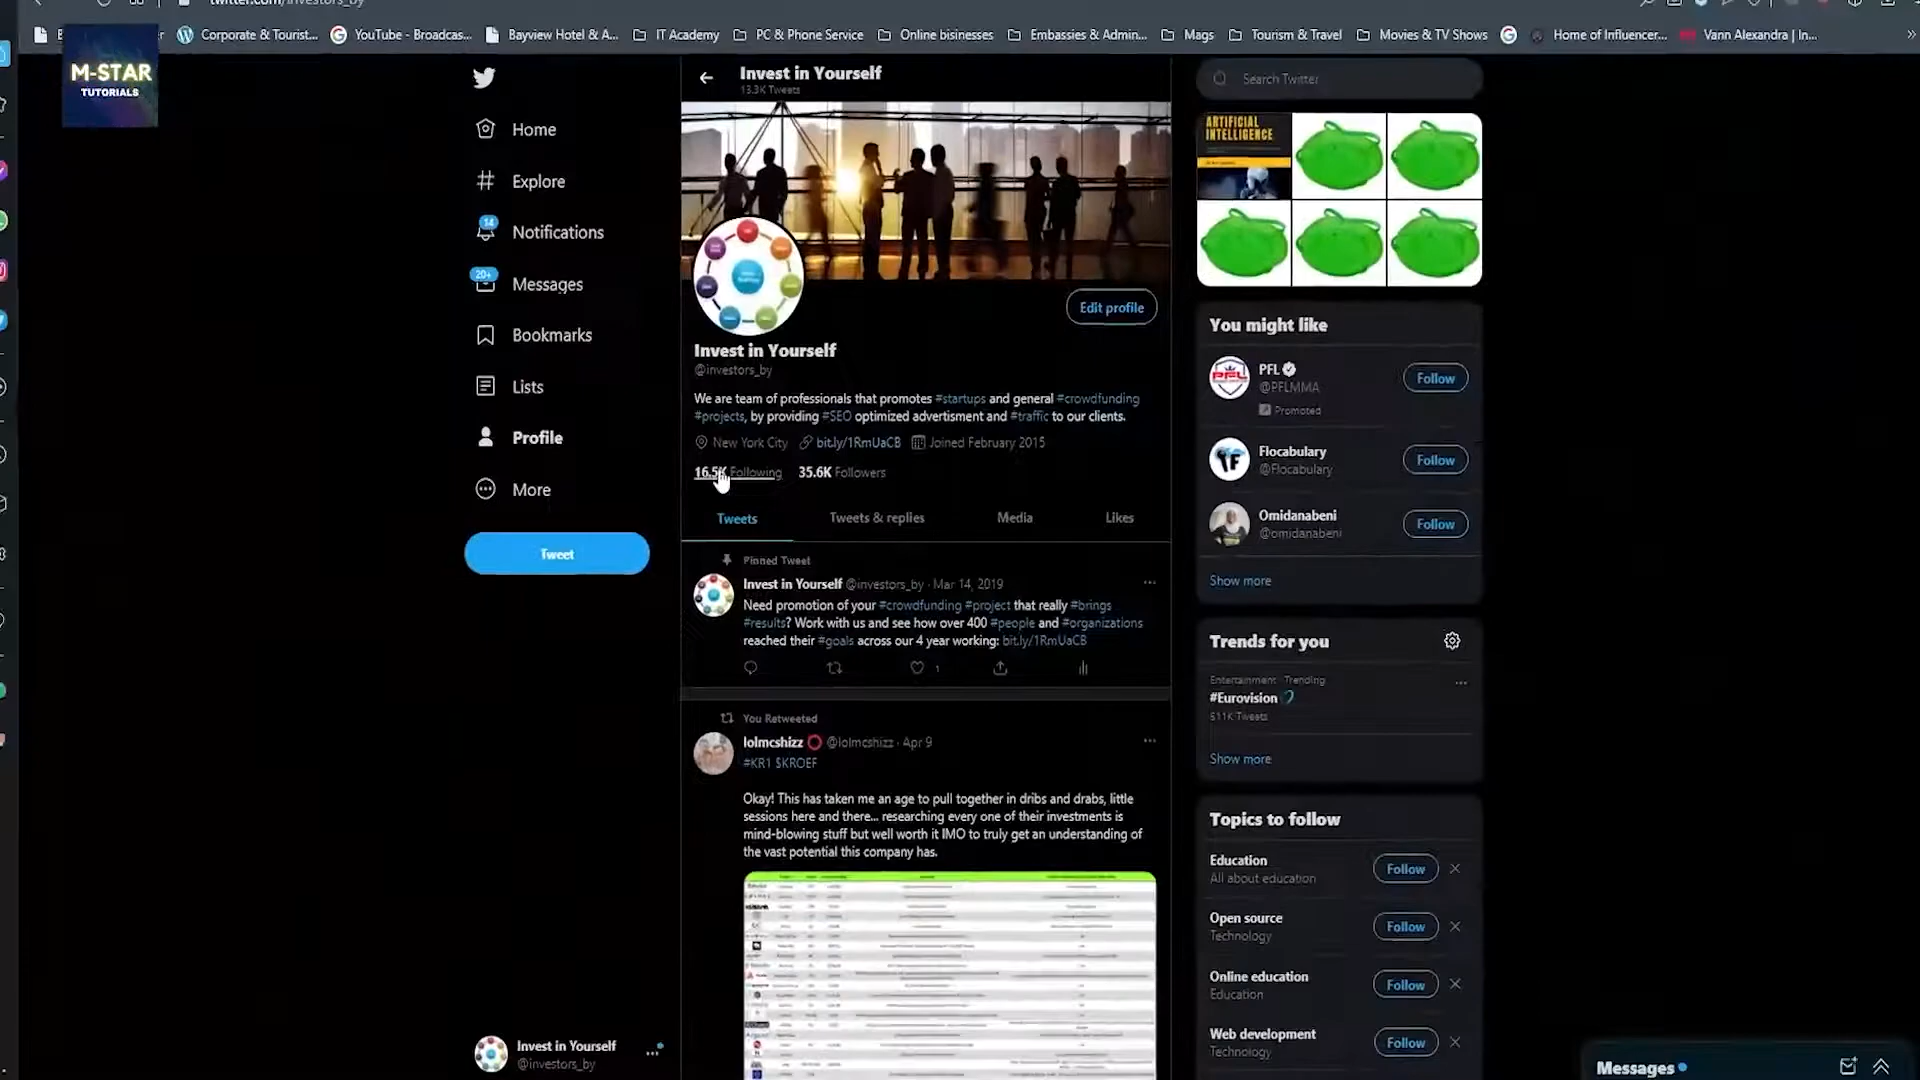 twitter.com/investors_by
Corporate & Tourist...
YouTube - Broadcas...
Bayview Hotel & A...
IT Academy
PC & Phone Service
Online bisinesses
Embassies & Admin...
Mags
Tourism & Travel
Movies & TV Shows
Home of Influencer...
Vann Alexandra | In...
M-STAR
TUTORIALS
Home
Explore
14
Notifications
20+
Messages
Bookmarks
Lists
Profile
More
Tweet
Invest in Yourself
@investors_by
Invest in Yourself
13.3K Tweets
Edit profile
Invest in Yourself
@investors_by
We are team of professionals that promotes #startups and general #crowdfunding
#projects, by providing #SEO optimized advertisment and #traffic to our clients.
New York City bit.ly/1RmUaCB Joined February 2015
16.5K Following 35.6K Followers
Tweets Tweets & replies Media Likes
Pinned Tweet
Invest in Yourself @investors_by · Mar 14, 2019
Need promotion of your #crowdfunding #project that really #brings
#results? Work with us and see how over 400 #people and #organizations
reached their #goals across our 4 year working: bit.ly/1RmUaCB
1
You Retweeted
lolmcshizz @lolmcshizz · Apr 9
#KR1 $KROEF
Okay! This has taken me an age to pull together in dribs and drabs, little
sessions here and there... researching every one of their investments is
mind-blowing stuff but well worth it IMO to truly get an understanding of
the vast potential this company has.
Search Twitter
ARTIFICIAL
INTELLIGENCE
You might like
PFL
@PFLMMA
Promoted
Follow
Flocabulary
@Flocabulary
Follow
Omidanabeni
@omidanabeni
Follow
Show more
Trends for you
Entertainment · Trending
#Eurovision
511K Tweets
Show more
Topics to follow
Education
All about education
Follow
Open source
Technology
Follow
Online education
Education
Follow
Web development
Technology
Follow
Messages